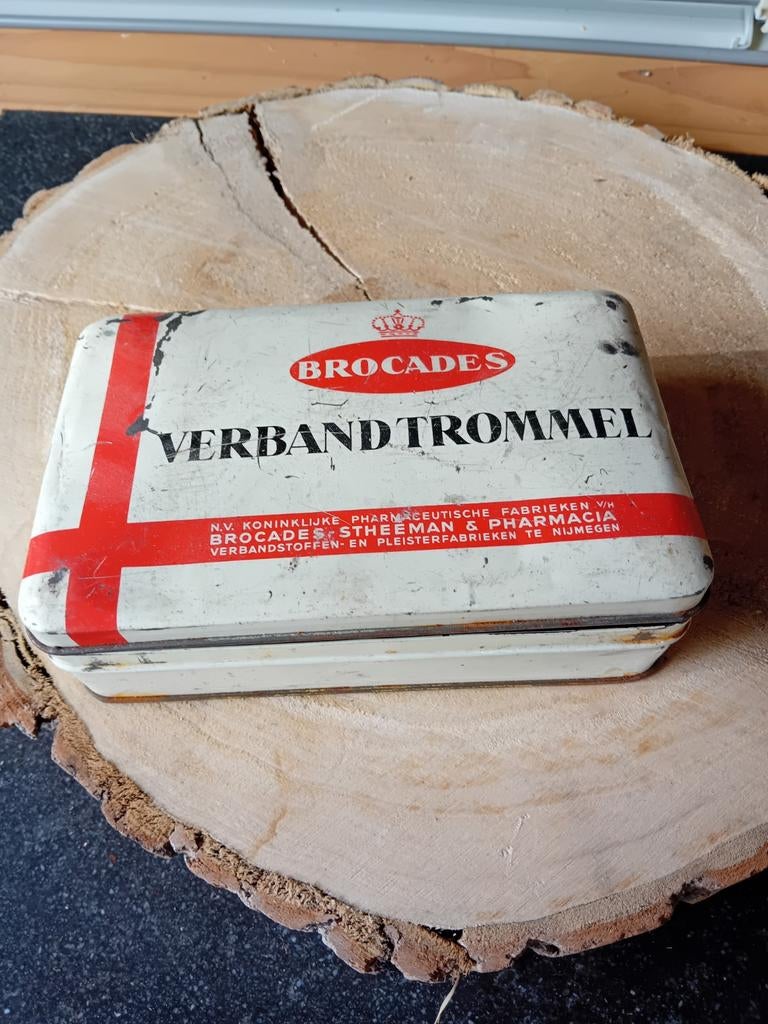 BROCADES
VERBANDTROMMEL
N.V. KONINKLIJKE PHARMACEUTISCHE FABRIEKEN V/H
BROCADES-STHEEMAN & PHARMACIA
VERBANDSTOFFEN- EN PLEISTERFABRIEKEN TE NIJMEGEN